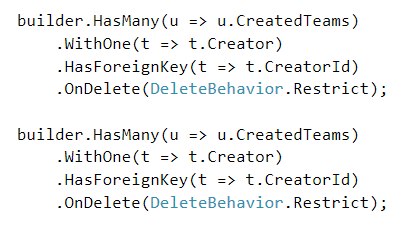 builder.HasMany(u => u.CreatedTeams)
    .WithOne(t => t.Creator)
    .HasForeignKey(t => t.CreatorId)
    .OnDelete(DeleteBehavior.Restrict);

builder.HasMany(u => u.CreatedTeams)
    .WithOne(t => t.Creator)
    .HasForeignKey(t => t.CreatorId)
    .OnDelete(DeleteBehavior.Restrict);